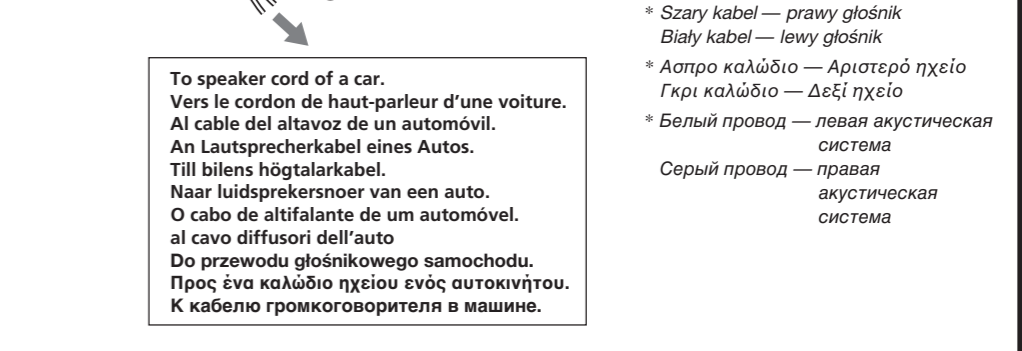 To speaker cord of a car.
Vers le cordon de haut-parleur d'une voiture.
Al cable del altavoz de un automóvil.
An Lautsprecherkabel eines Autos.
Till bilens högtalarkabel.
Naar luidsprekersnoer van een auto.
O cabo de altifalante de um automóvel.
al cavo diffusori dell'auto
Do przewodu głośnikowego samochodu.
Προς ένα καλώδιο ηχείου ενός αυτοκινήτου.
К кабелю громкоговорителя в машине.
* Szary kabel — prawy głośnik
Biały kabel — lewy głośnik
* Ασπρο καλώδιο — Αριστερό ηχείο
Γκρι καλώδιο — Δεξί ηχείο
* Белый провод — левая акустическая
система
Серый провод — правая
акустическая
система